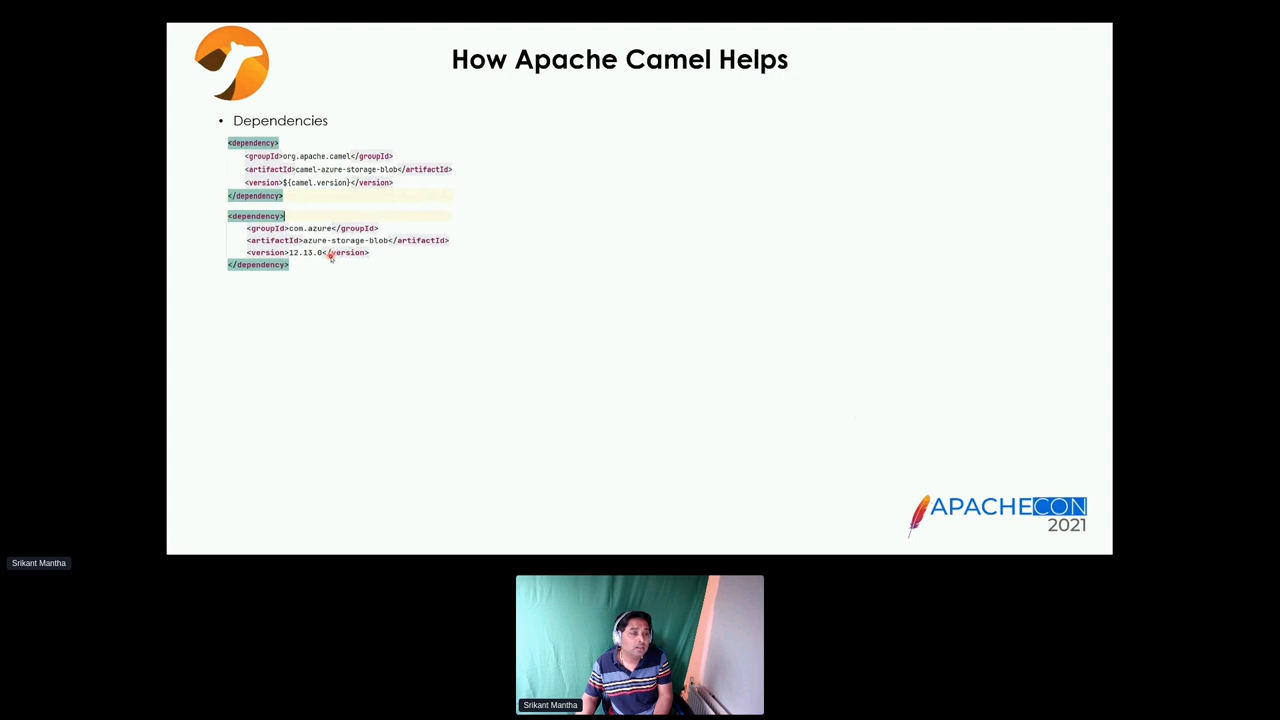 How Apache Camel Helps
• Dependencies
<dependency>
<groupId>org.apache.camel</groupId>
<artifactId>camel-azure-storage-blob</artifactId>
<version>${camel.version}</version>
</dependency>
<dependency>
<groupId>com.azure</groupId>
<artifactId>azure-storage-blob</artifactId>
<version>12.13.0</version>
</dependency>
APACHECON
2021
Srikant Mantha
Srikant Mantha